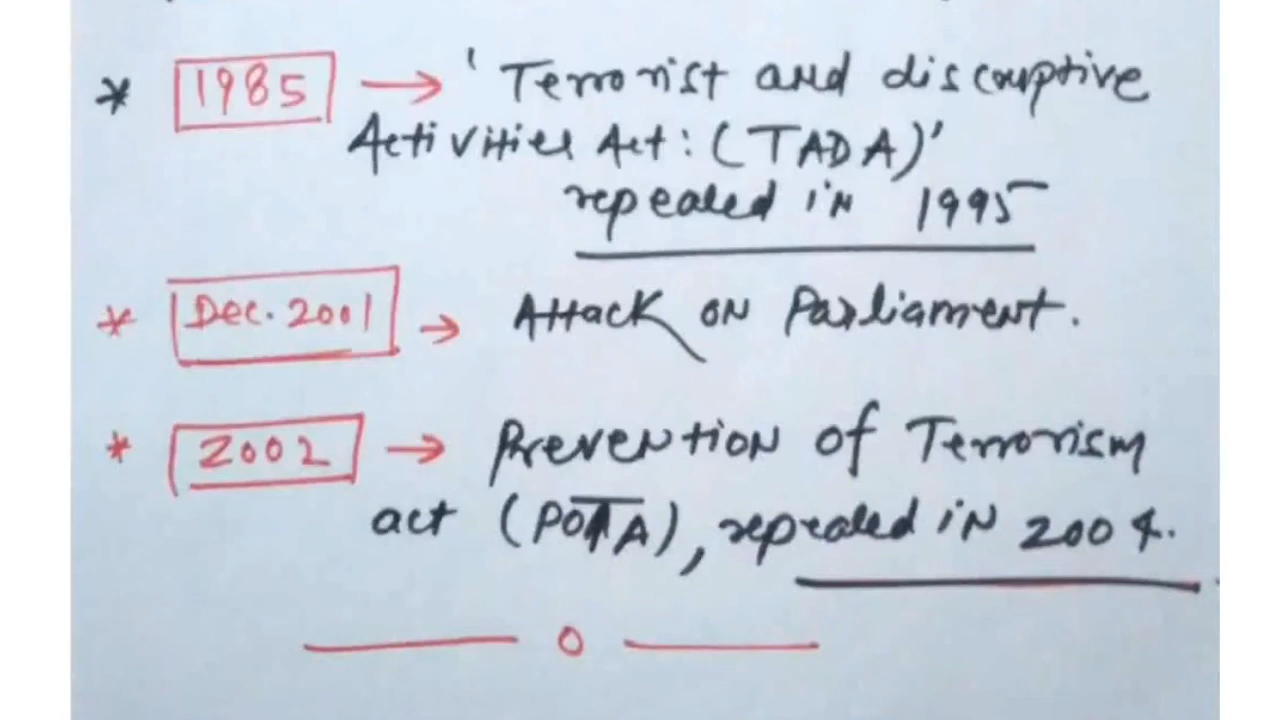 * 1985 → 'Terrorist and discruptive
Activities Act: (TADA)'
repealed in 1995
* Dec. 2001 → Attack on Parliament.
* 2002 → Prevention of Terrorism
act (POTA), repealed in 2004.